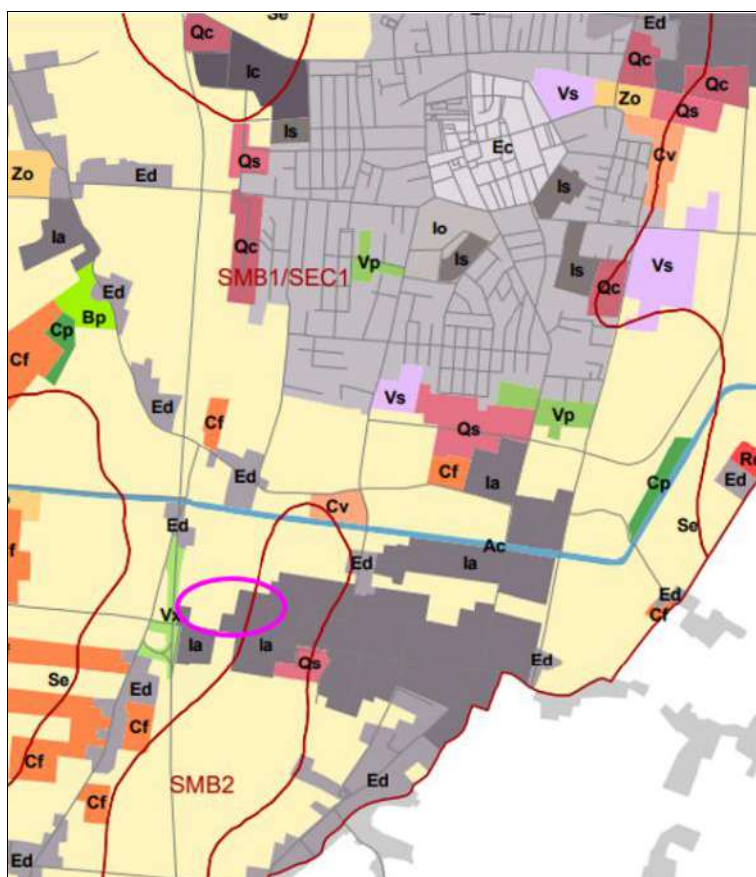 Se
Ed
Qc
Ic
Qc
Qc
Vs
Zo
Qs
Is
Ec
Cv
Qs
Zo
Ed
Is
Ia
Io
Qc
Vp
Is
Is
Vs
SMB1/SEC1
Qc
Ed
Bp
Cp
Cf
Vs
Ed
Cf
Qs
Vp
Ed
Cf
Ia
Cp
Ed
Cv
Se
Ed
Ac
Ed
Ia
Ed
Cf
Vx
Ia
Ia
Qs
Ed
Se
Ed
Cf
Cf
SMB2
Ed
Cf
Ed